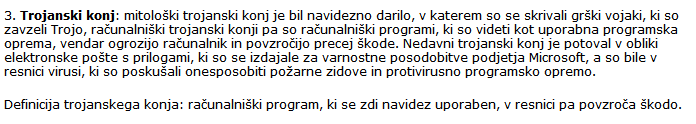 3. Trojanski konj: mitološki trojanski konj je bil navidezno darilo, v katerem so se skrivali grški vojaki, ki so
zavzeli Trojo, računalniški trojanski konji pa so računalniški programi, ki so videti kot uporabna programska
oprema, vendar ogrozijo računalnik in povzročijo precej škode. Nedavni trojanski konj je potoval v obliki
elektronske pošte s prilogami, ki so se izdajale za varnostne posodobitve podjetja Microsoft, a so bile v
resnici virusi, ki so poskušali onesposobiti požarne zidove in protivirusno programsko opremo.
Definicija trojanskega konja: računalniški program, ki se zdi navidez uporaben, v resnici pa povzroča škodo.